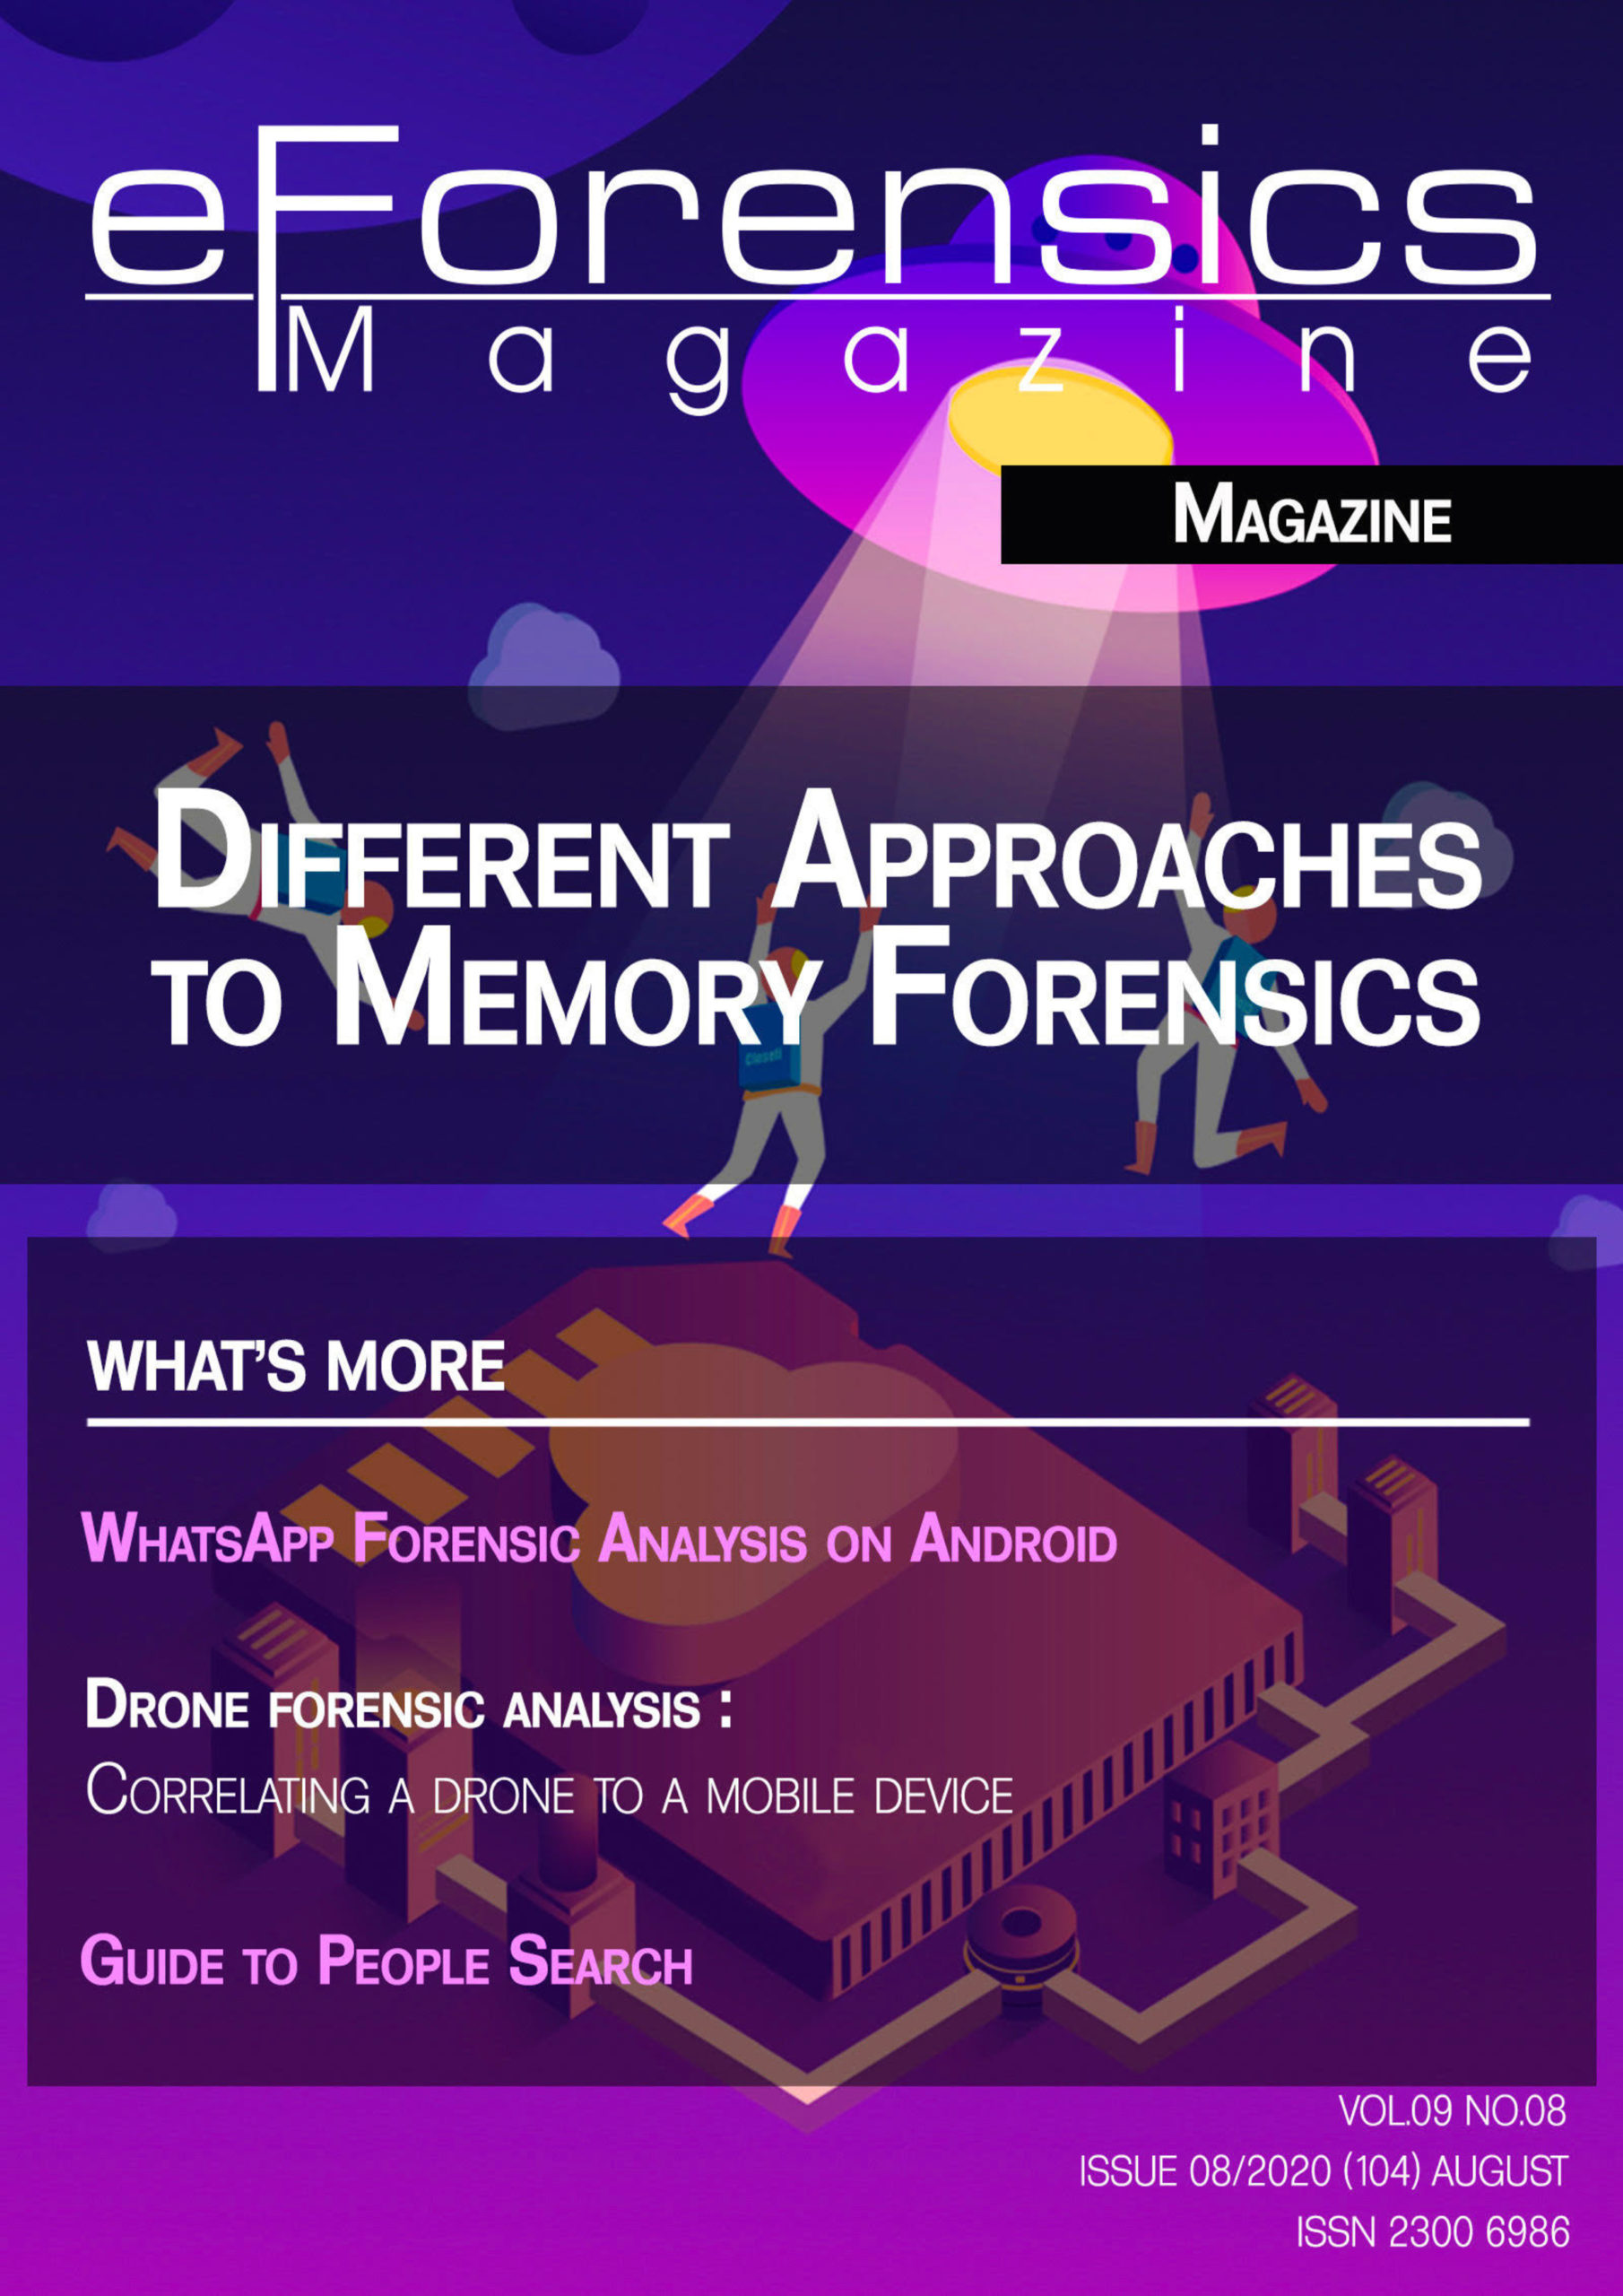 eForensics
Magazine
MAGAZINE
DIFFERENT APPROACHES
TO MEMORY FORENSICS
Closeli
WHAT'S MORE
WHATSAPP FORENSIC ANALYSIS ON ANDROID
DRONE FORENSIC ANALYSIS :
CORRELATING A DRONE TO A MOBILE DEVICE
GUIDE TO PEOPLE SEARCH
VOL.09 NO.08
ISSUE 08/2020 (104) AUGUST
ISSN 2300 6986